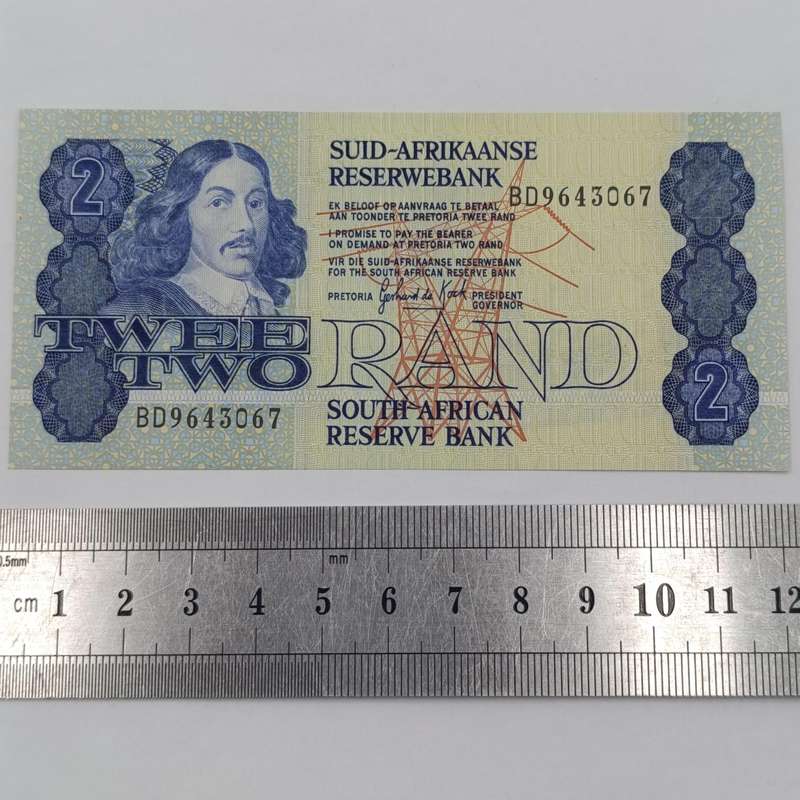 2
SUID-AFRIKAANSE
RESERWEBANK
BD9643067
EK BELOOF OP AANVRAAG TE BETAAL
AAN TOONDER TE PRETORIA TWEE RAND
I PROMISE TO PAY THE BEARER
ON DEMAND AT PRETORIA TWO RAND
VIR DIE SUID-AFRIKAANSE RESERWEBANK
FOR THE SOUTH AFRICAN RESERVE BANK
PRETORIA Gerhard de Kock PRESIDENT
GOVERNOR
TWEE
TWO RAND
2
BD9643067
SOUTH AFRICAN
RESERVE BANK
0.5mm mm
cm 1 2 3 4 5 6 7 8 9 10 11 12